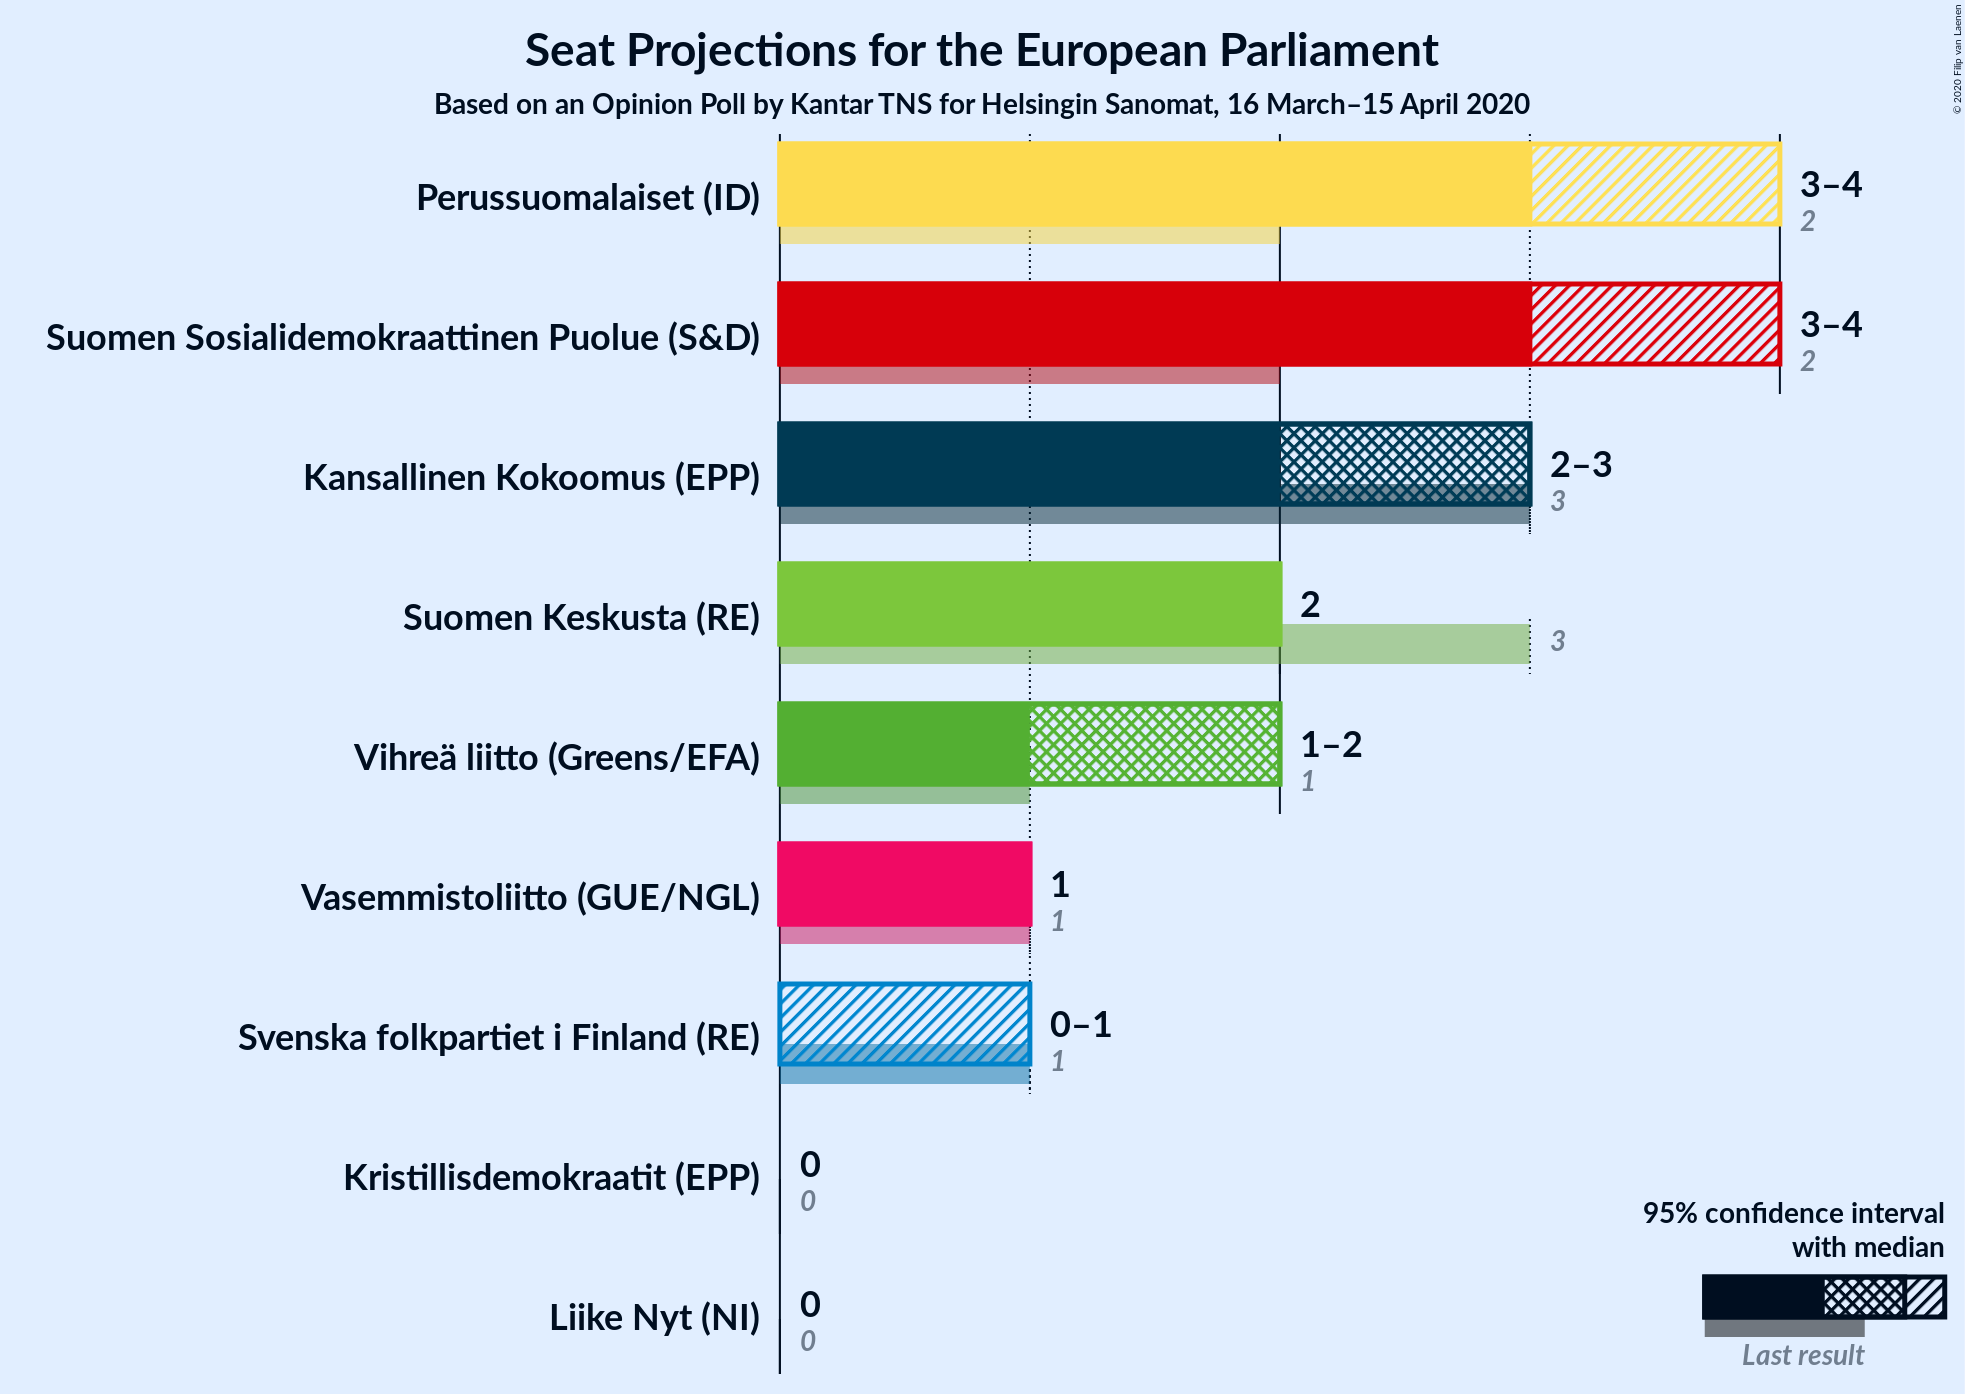 Seat Projections for the European Parliament
Based on an Opinion Poll by Kantar TNS for Helsingin Sanomat, 16 March–15 April 2020
© 2020 Filip van Laenen
Perussuomalaiset (ID)
3–4
2
Suomen Sosialidemokraattinen Puolue (S&D)
3–4
2
Kansallinen Kokoomus (EPP)
2–3
3
Suomen Keskusta (RE)
2
3
Vihreä liitto (Greens/EFA)
1–2
1
Vasemmistoliitto (GUE/NGL)
1
1
Svenska folkpartiet i Finland (RE)
0–1
1
Kristillisdemokraatit (EPP)
0
0
Liike Nyt (NI)
0
0
95% confidence interval
with median
Last result